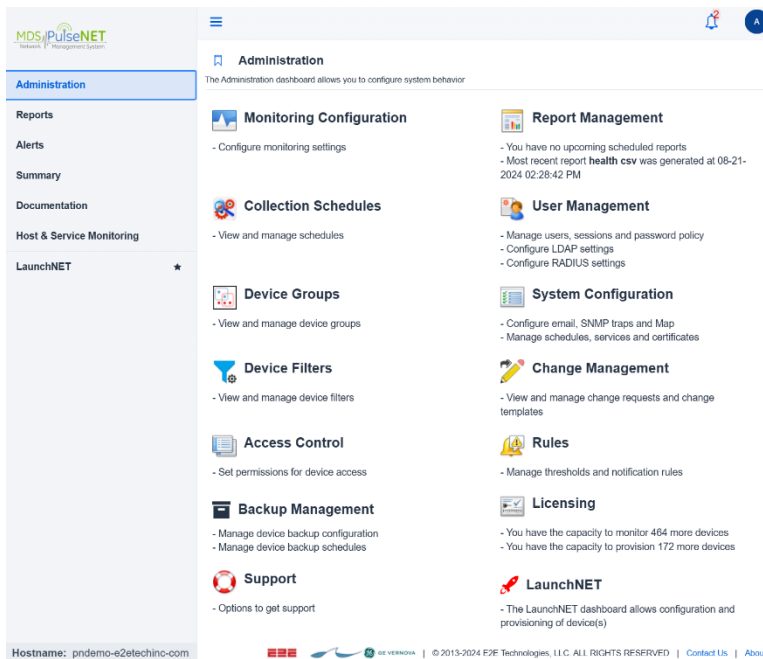 MDS PulseNET
Network Management System
2
A
Administration
Reports
Alerts
Summary
Documentation
Host & Service Monitoring
LaunchNET
Administration
The Administration dashboard allows you to configure system behavior
Monitoring Configuration
- Configure monitoring settings
Report Management
- You have no upcoming scheduled reports
- Most recent report health csv was generated at 08-21-
2024 02:28:42 PM
Collection Schedules
- View and manage schedules
User Management
- Manage users, sessions and password policy
- Configure LDAP settings
- Configure RADIUS settings
Device Groups
- View and manage device groups
System Configuration
- Configure email, SNMP traps and Map
- Manage schedules, services and certificates
Device Filters
- View and manage device filters
Change Management
- View and manage change requests and change
templates
Access Control
- Set permissions for device access
Rules
- Manage thresholds and notification rules
Backup Management
- Manage device backup configuration
- Manage device backup schedules
Licensing
- You have the capacity to monitor 464 more devices
- You have the capacity to provision 172 more devices
Support
- Options to get support
LaunchNET
- The LaunchNET dashboard allows configuration and
provisioning of device(s)
Hostname: pndemo-e2etechinc-com
E2E GE VERNOVA | © 2013-2024 E2E Technologies, LLC. ALL RIGHTS RESERVED | Contact Us | Abou